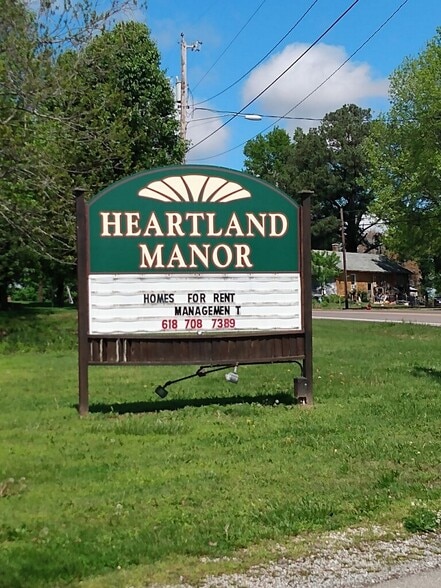 HEARTLAND
MANOR
HOMES FOR RENT
MANAGEMEN T
618 708 7389